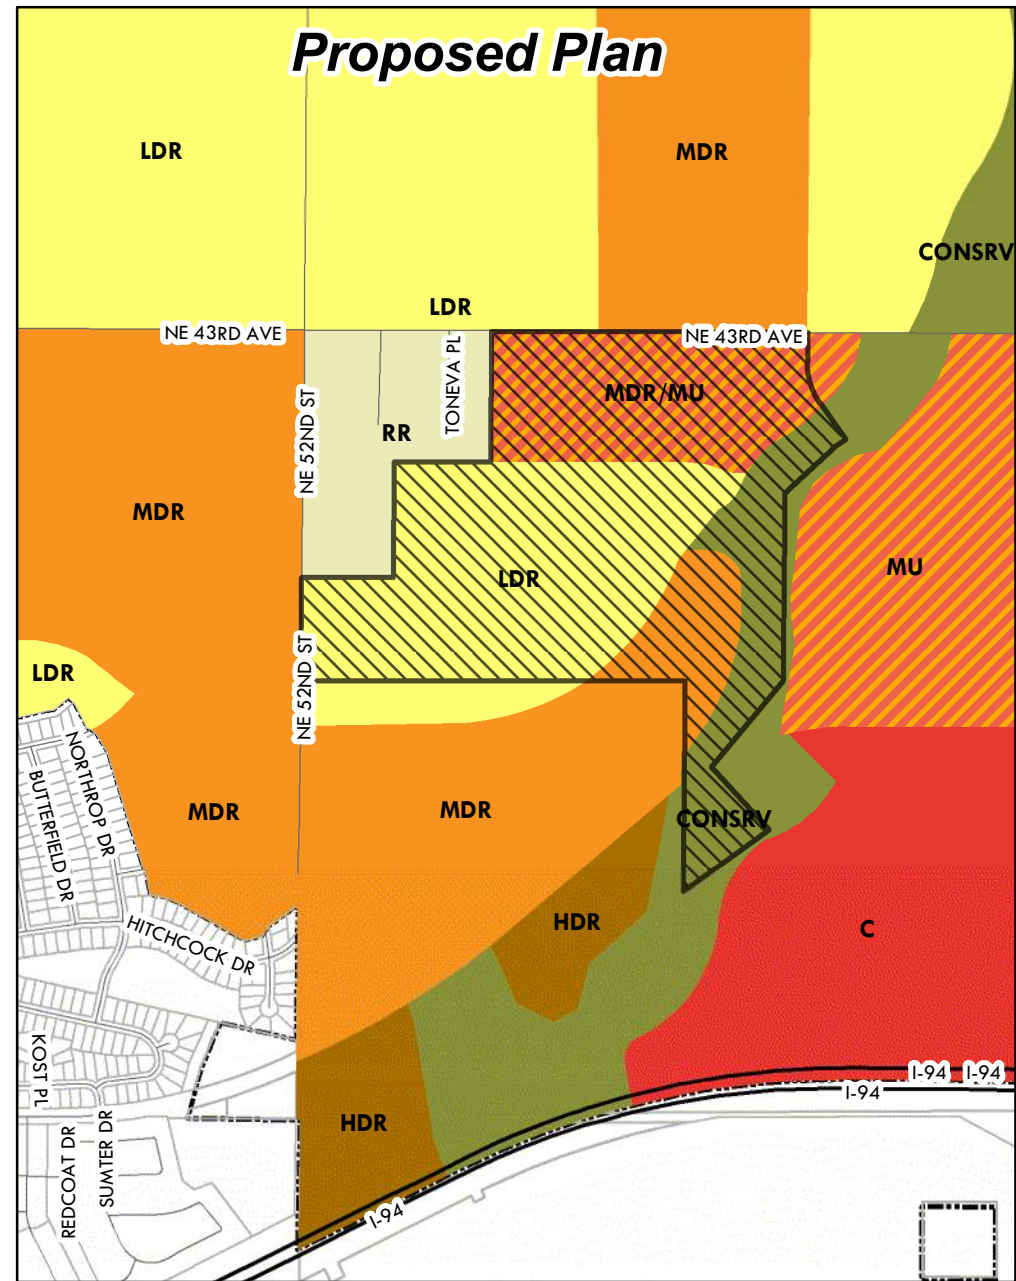 Proposed Plan
LDR
MDR
CONSRV
LDR
NE 43RD AVE
NE 43RD AVE
TONEVA PL
NE 52ND ST
MDR/MU
RR
MDR
LDR
MU
LDR
NE 52ND ST
NORTHROP DR
BUTTERFIELD DR
MDR
MDR
CONSRV
HITCHCOCK DR
HDR
C
KOST PL
I-94
I-94
I-94
REDCOAT DR
SUMTER DR
HDR
I-94